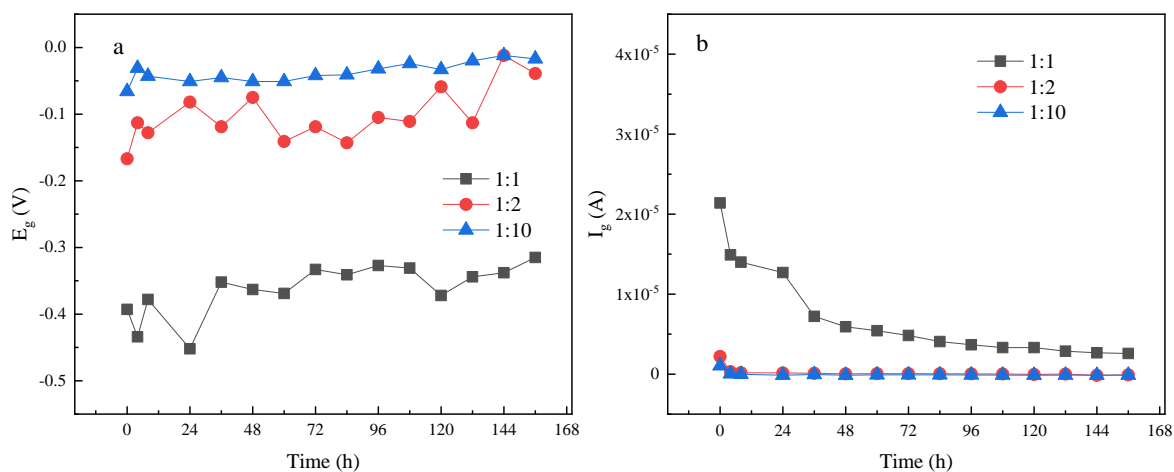 a
0.0
-0.1
-0.2
-0.3
-0.4
-0.5
E_g (V)
1:1
1:2
1:10
0 24 48 72 96 120 144 168
Time (h)
b
4x10^-5
3x10^-5
2x10^-5
1x10^-5
0
I_g (A)
1:1
1:2
1:10
0 24 48 72 96 120 144 168
Time (h)